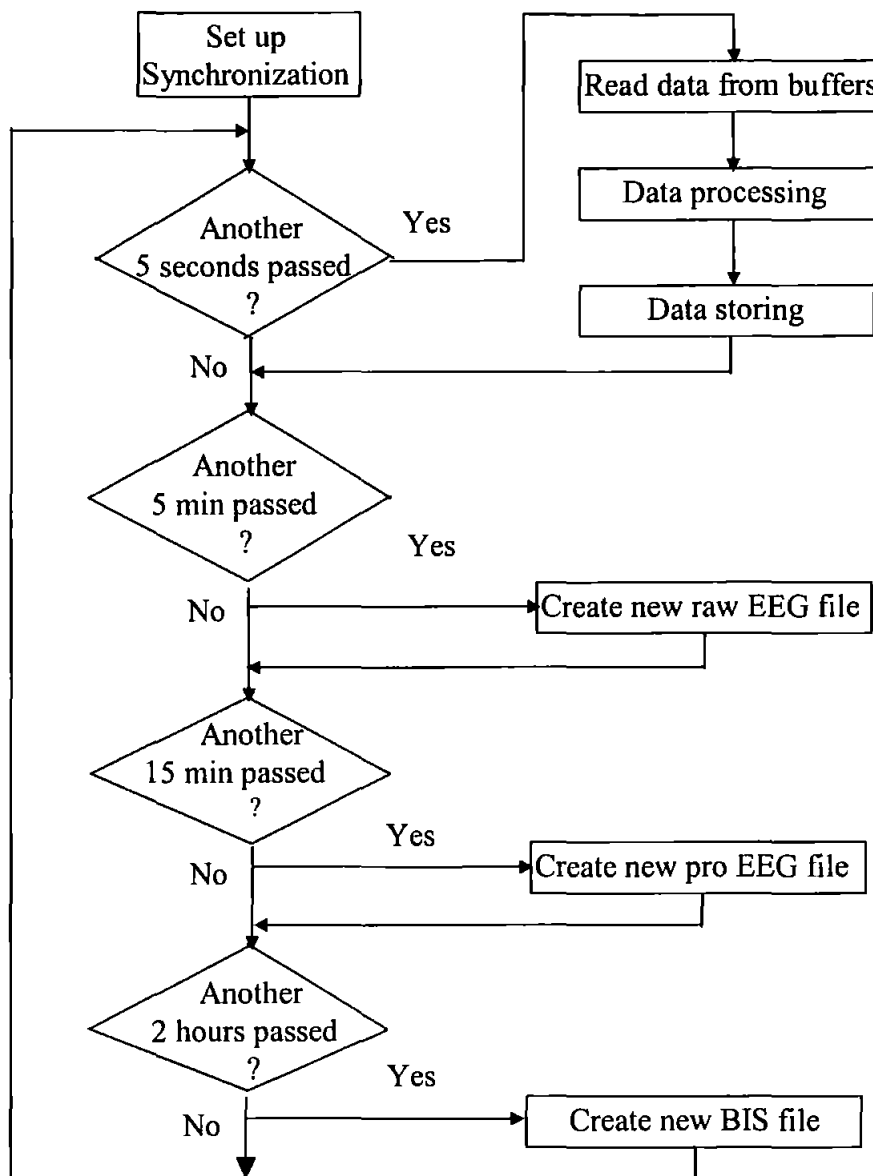 Set up
Synchronization
Read data from buffers
Data processing
Data storing
Another
5 seconds passed
?
Yes
No
Another
5 min passed
?
Yes
No
Create new raw EEG file
Another
15 min passed
?
Yes
No
Create new pro EEG file
Another
2 hours passed
?
Yes
No
Create new BIS file